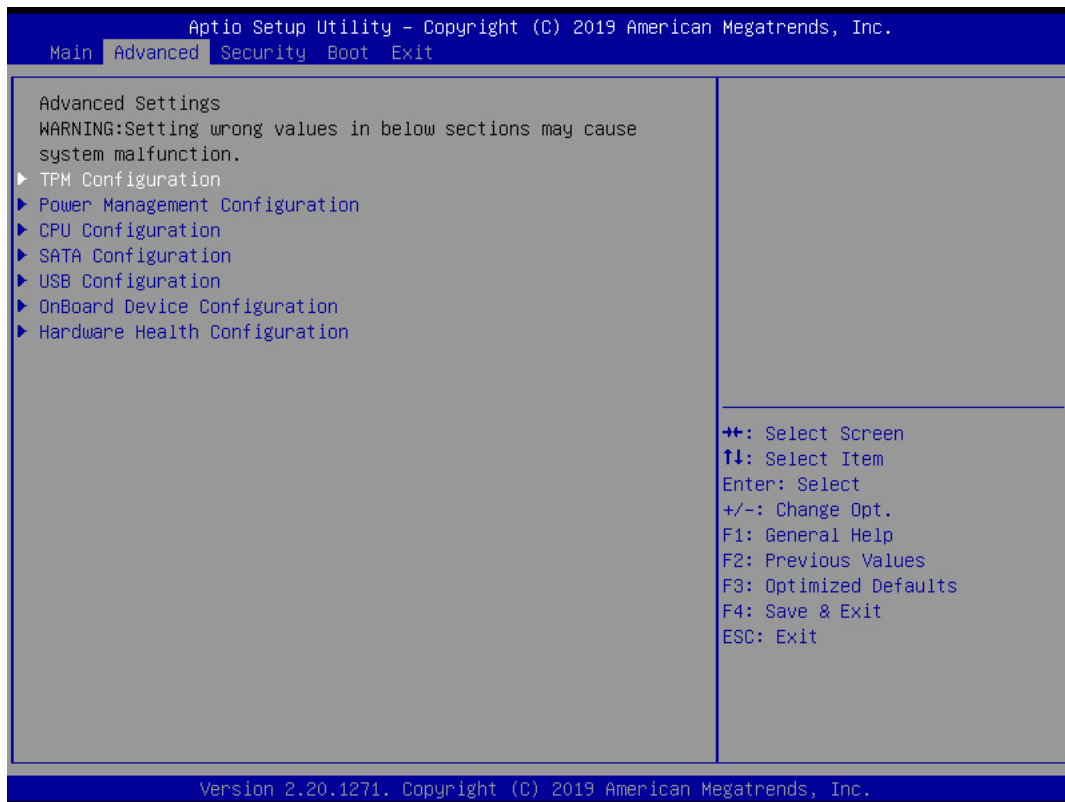 Aptio Setup Utility – Copyright (C) 2019 American Megatrends, Inc.
Main Advanced Security Boot Exit
Advanced Settings
WARNING:Setting wrong values in below sections may cause
system malfunction.
▶ TPM Configuration
▶ Power Management Configuration
▶ CPU Configuration
▶ SATA Configuration
▶ USB Configuration
▶ OnBoard Device Configuration
▶ Hardware Health Configuration
→←: Select Screen
↑↓: Select Item
Enter: Select
+/-: Change Opt.
F1: General Help
F2: Previous Values
F3: Optimized Defaults
F4: Save & Exit
ESC: Exit
Version 2.20.1271. Copyright (C) 2019 American Megatrends, Inc.